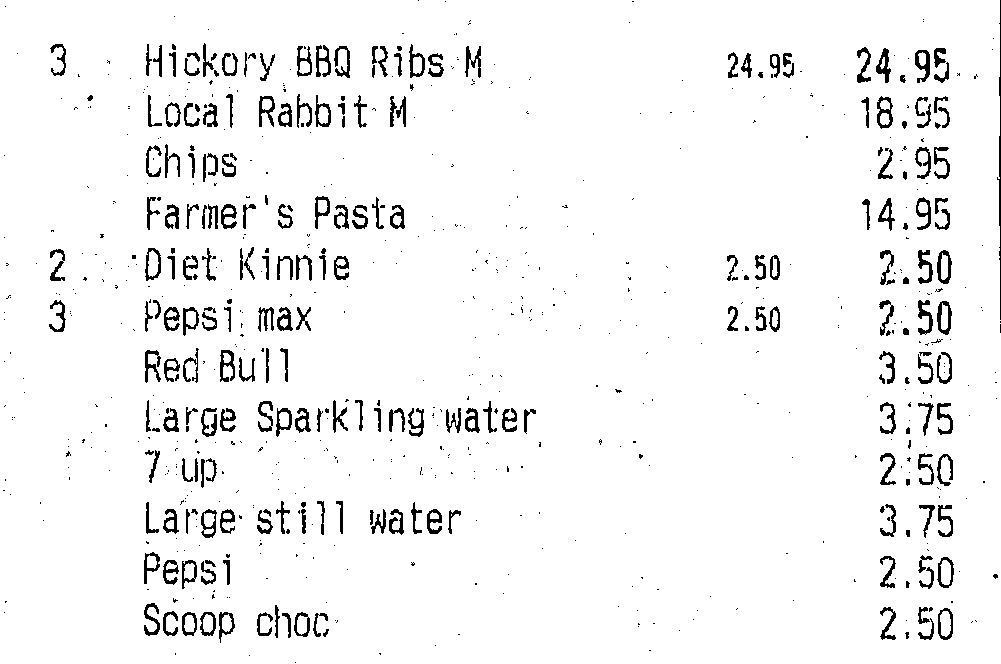 3 Hickory BBQ Ribs M 24.95 24.95
Local Rabbit M 18.95
Chips 2.95
Farmer's Pasta 14.95
2 Diet Kinnie 2.50 2.50
3 Pepsi max 2.50 2.50
Red Bull 3.50
Large Sparkling water 3.75
7 up 2.50
Large still water 3.75
Pepsi 2.50
Scoop choc 2.50